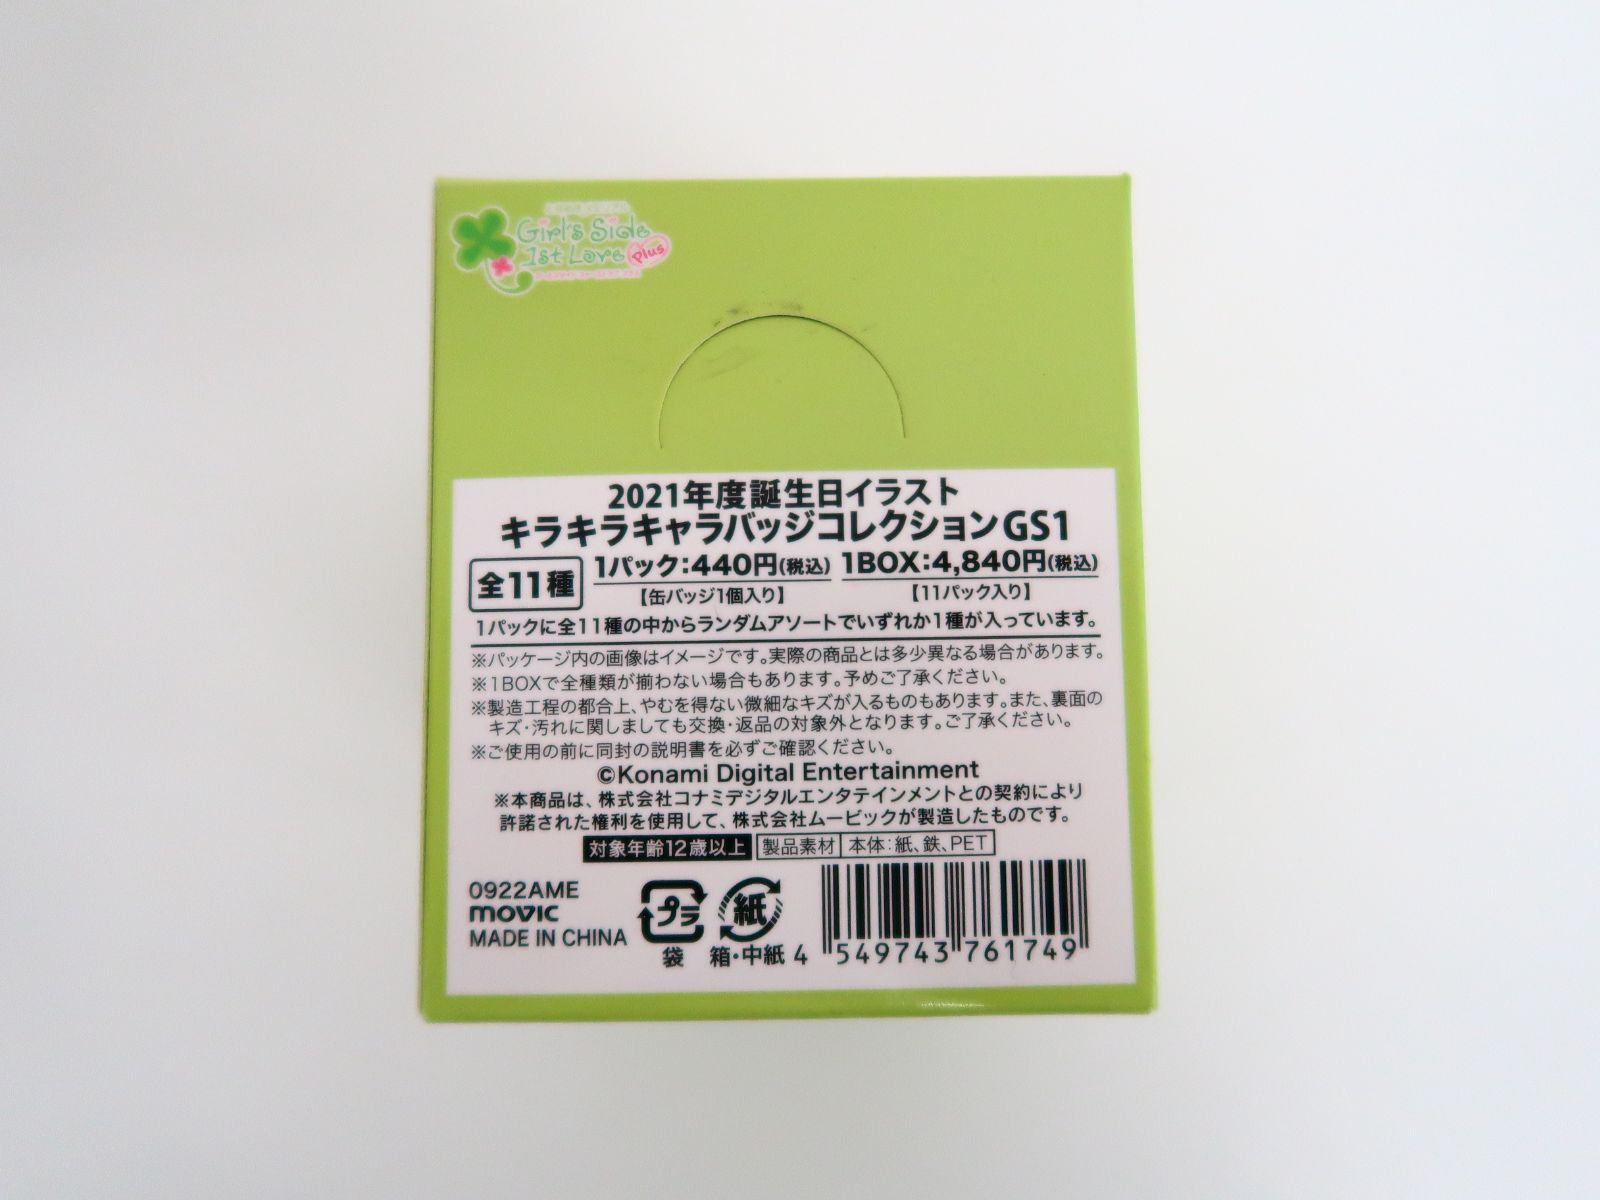 Girl's Side
1st Love Plus
2021年度誕生日イラスト
キラキラキャラバッジコレクションGS1
全11種
1パック：440円(税込)
【缶バッジ1個入り】
1BOX：4,840円(税込)
【11パック入り】
1パックに全11種の中からランダムアソートでいずれか1種が入っています。
※パッケージ内の画像はイメージです。実際の商品とは多少異なる場合があります。
※1BOXで全種類が揃わない場合もあります。予めご了承ください。
※製造工程の都合上、やむを得ない微細なキズが入るものもあります。また、裏面の
キズ・汚れに関しましても交換・返品の対象外となります。ご了承ください。
※ご使用の前に同封の説明書を必ずご確認ください。
©Konami Digital Entertainment
※本商品は、株式会社コナミデジタルエンタテインメントとの契約により
許諾された権利を使用して、株式会社ムービックが製造したものです。
対象年齢12歳以上
製品素材 本体：紙、鉄、PET
0922AME
movic
MADE IN CHINA
プラ
袋
紙
箱・中紙
4 549743 761749